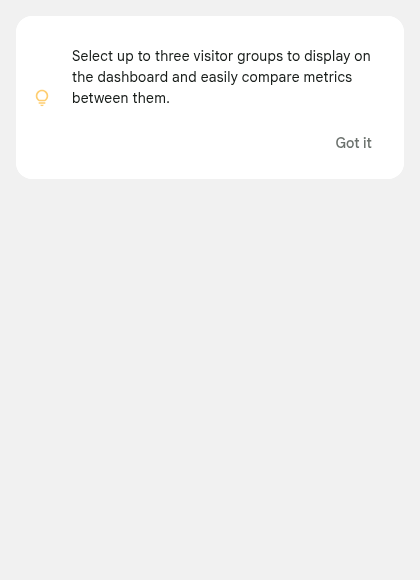 Select up to three visitor groups to display on
the dashboard and easily compare metrics
between them.
Got it